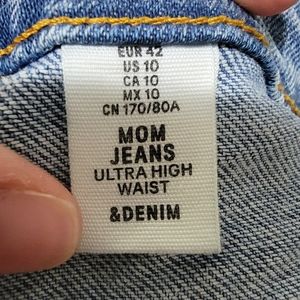 EUR 42
US 10
CA 10
MX 10
CN 170/80A
MOM
JEANS
ULTRA HIGH
WAIST
&DENIM